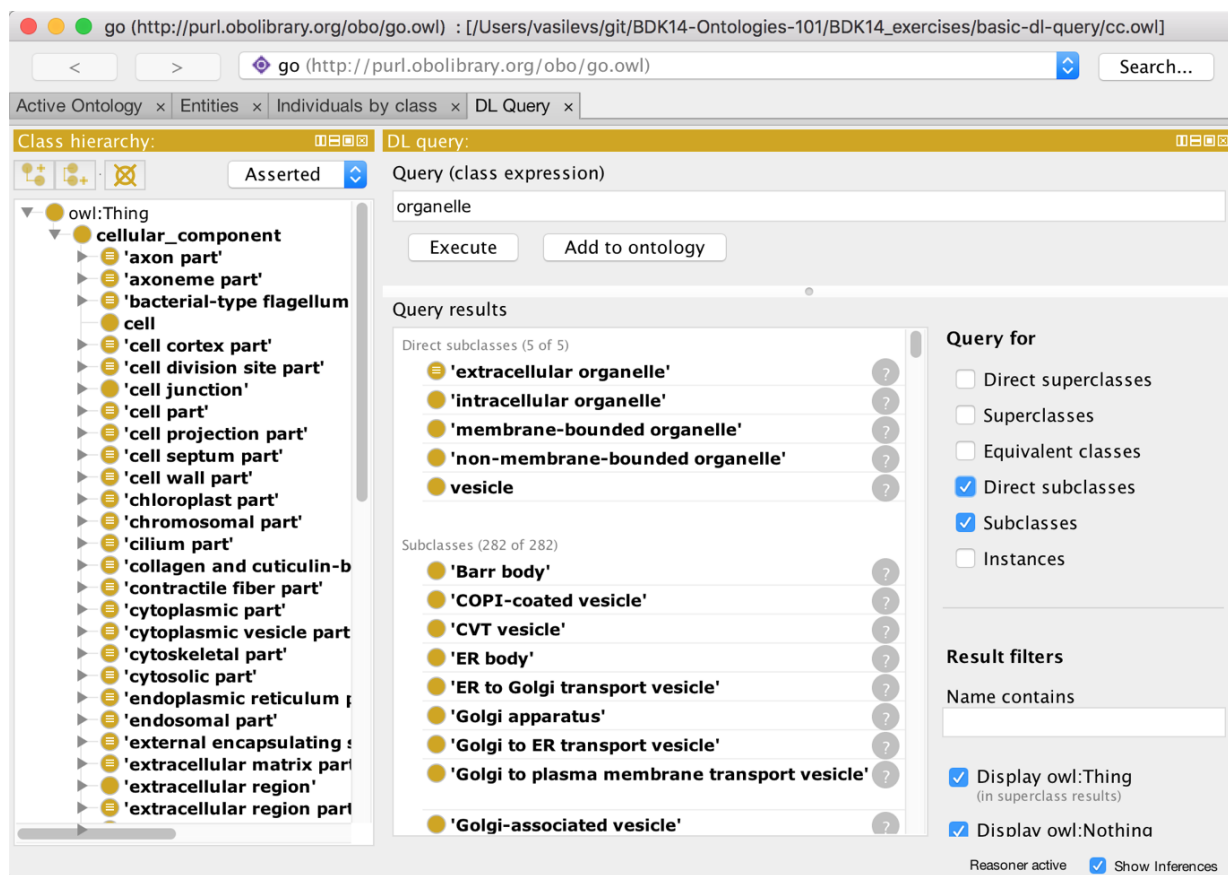 go (http://purl.obolibrary.org/obo/go.owl) : [/Users/vasilevs/git/BDK14-Ontologies-101/BDK14_exercises/basic-dl-query/cc.owl]
< > go (http://purl.obolibrary.org/obo/go.owl) Search...
Active Ontology × Entities × Individuals by class × DL Query ×
Class hierarchy:
Asserted
owl:Thing
cellular_component
'axon part'
'axoneme part'
'bacterial-type flagellum
cell
'cell cortex part'
'cell division site part'
'cell junction'
'cell part'
'cell projection part'
'cell septum part'
'cell wall part'
'chloroplast part'
'chromosomal part'
'cilium part'
'collagen and cuticulin-b
'contractile fiber part'
'cytoplasmic part'
'cytoplasmic vesicle part
'cytoskeletal part'
'cytosolic part'
'endoplasmic reticulum p
'endosomal part'
'external encapsulating s
'extracellular matrix part
'extracellular region'
'extracellular region part
DL query:
Query (class expression)
organelle
Execute Add to ontology
Query results
Direct subclasses (5 of 5)
'extracellular organelle' ?
'intracellular organelle' ?
'membrane-bounded organelle' ?
'non-membrane-bounded organelle' ?
vesicle ?
Subclasses (282 of 282)
'Barr body' ?
'COPI-coated vesicle' ?
'CVT vesicle' ?
'ER body' ?
'ER to Golgi transport vesicle' ?
'Golgi apparatus' ?
'Golgi to ER transport vesicle' ?
'Golgi to plasma membrane transport vesicle' ?
'Golgi-associated vesicle' ?
Query for
Direct superclasses
Superclasses
Equivalent classes
Direct subclasses
Subclasses
Instances
Result filters
Name contains
Display owl:Thing
(in superclass results)
Display owl:Nothing
Reasoner active Show Inferences